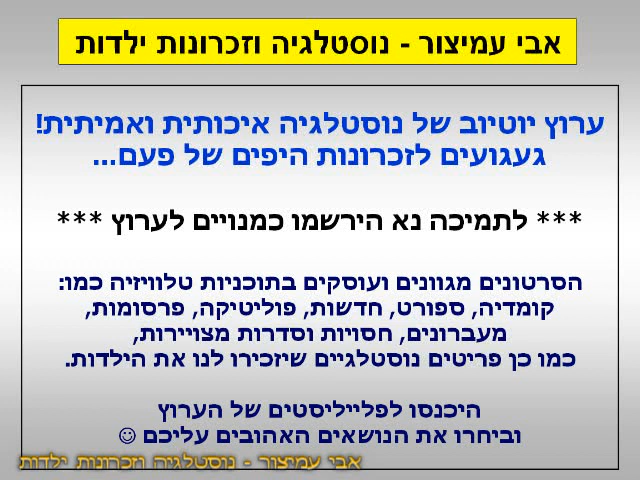 אבי עמיצור - נוסטלגיה וזכרונות ילדות
ערוץ יוטיוב של נוסטלגיה איכותית ואמיתית!
געגועים לזכרונות היפים של פעם...
*** לתמיכה נא הירשמו כמנויים לערוץ ***
הסרטונים מגוונים ועוסקים בתוכניות טלוויזיה כמו:
קומדיה, ספורט, חדשות, פוליטיקה, פרסומות,
מעברונים, חסויות וסדרות מצויירות,
כמו כן פריטים נוסטלגיים שיזכירו לנו את הילדות.
היכנסו לפלייליסטים של הערוץ
וביחרו את הנושאים האהובים עליכם ☺
אבי עמיצור - נוסטלגיה וזכרונות ילדות